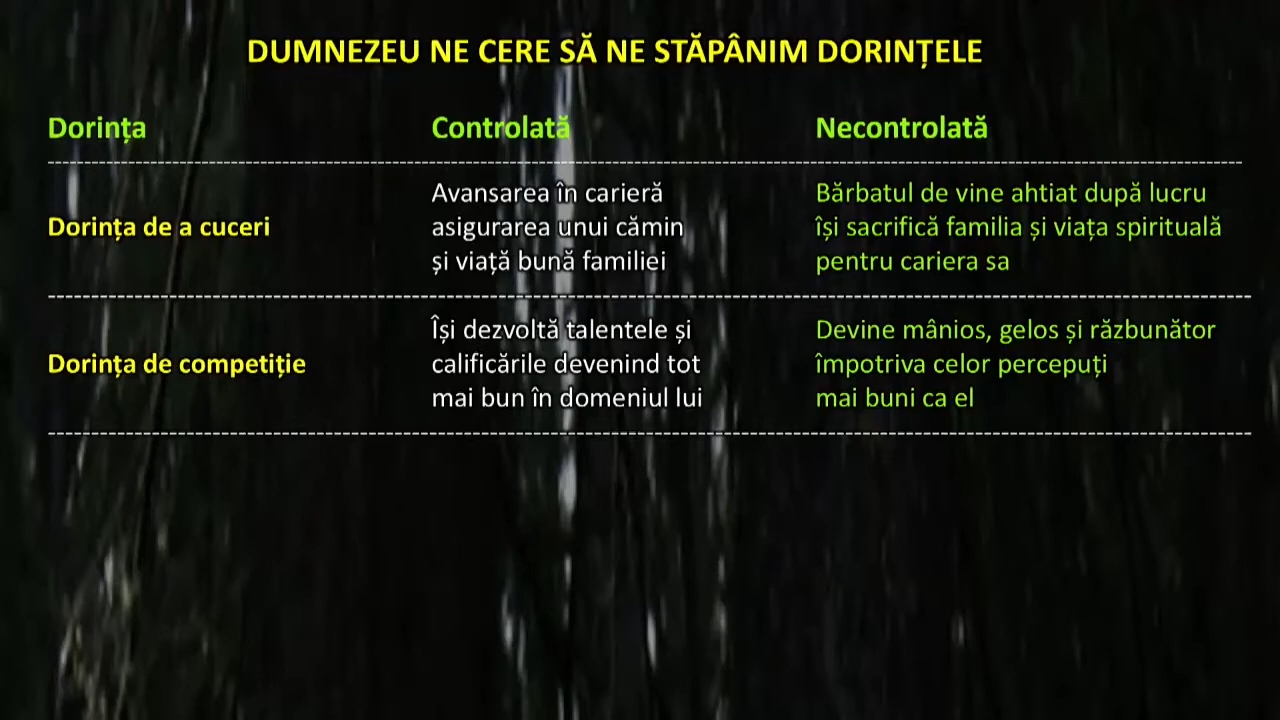 DUMNEZEU NE CERE SĂ NE STĂPÂNIM DORINȚELE
Dorința Controlată Necontrolată
Avansarea în carieră Bărbatul de vine ahtiat după lucru
Dorința de a cuceri asigurarea unui cămin își sacrifică familia și viața spirituală
și viață bună familiei pentru cariera sa
Își dezvoltă talentele și Devine mânios, gelos și răzbunător
Dorința de competiție calificările devenind tot împotriva celor percepuți
mai bun în domeniul lui mai buni ca el